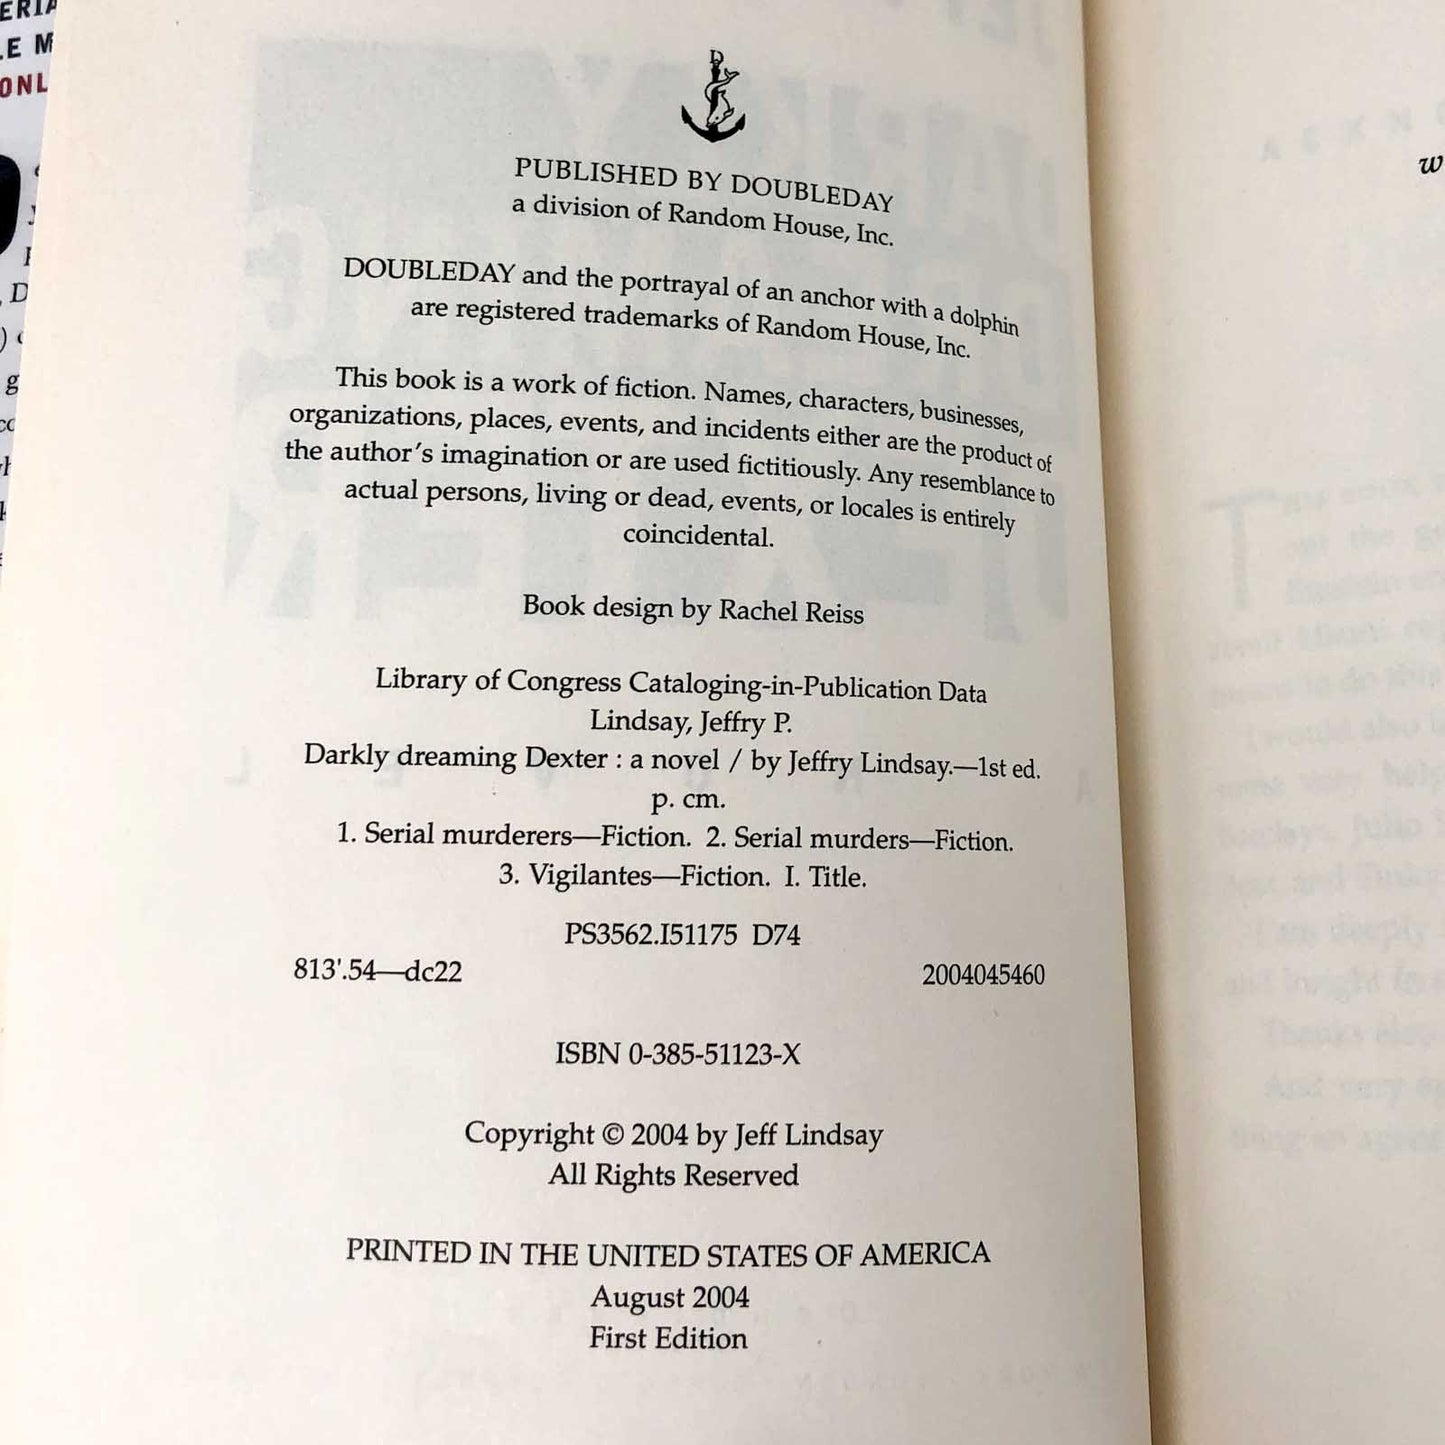 PUBLISHED BY DOUBLEDAY
a division of Random House, Inc.
DOUBLEDAY and the portrayal of an anchor with a dolphin
are registered trademarks of Random House, Inc.
This book is a work of fiction. Names, characters, businesses,
organizations, places, events, and incidents either are the product of
the author's imagination or are used fictitiously. Any resemblance to
actual persons, living or dead, events, or locales is entirely
coincidental.
Book design by Rachel Reiss
Library of Congress Cataloging-in-Publication Data
Lindsay, Jeffry P.
Darkly dreaming Dexter : a novel / by Jeffry Lindsay.—1st ed.
p. cm.
1. Serial murderers—Fiction. 2. Serial murders—Fiction.
3. Vigilantes—Fiction. I. Title.
PS3562.I51175 D74
813'.54—dc22 2004045460
ISBN 0-385-51123-X
Copyright © 2004 by Jeff Lindsay
All Rights Reserved
PRINTED IN THE UNITED STATES OF AMERICA
August 2004
First Edition